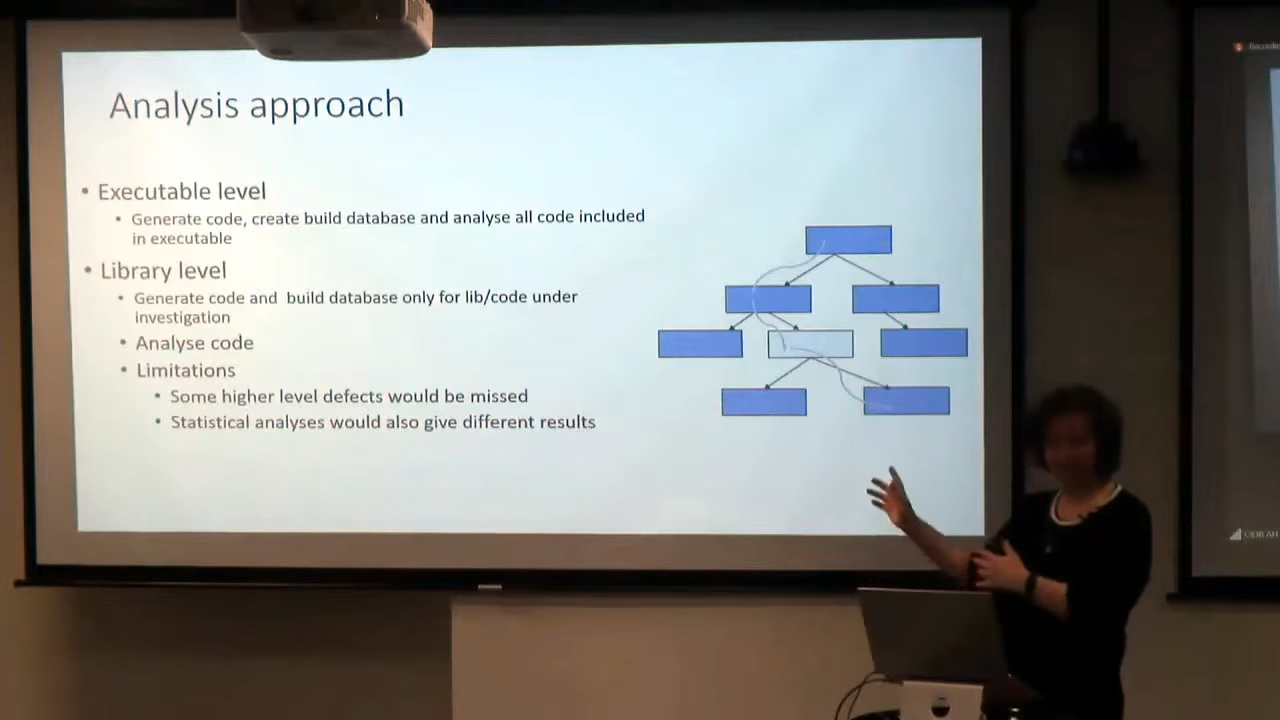 Analysis approach
• Executable level
• Generate code, create build database and analyse all code included
in executable
• Library level
• Generate code and build database only for lib/code under
investigation
• Analyse code
• Limitations
• Some higher level defects would be missed
• Statistical analyses would also give different results